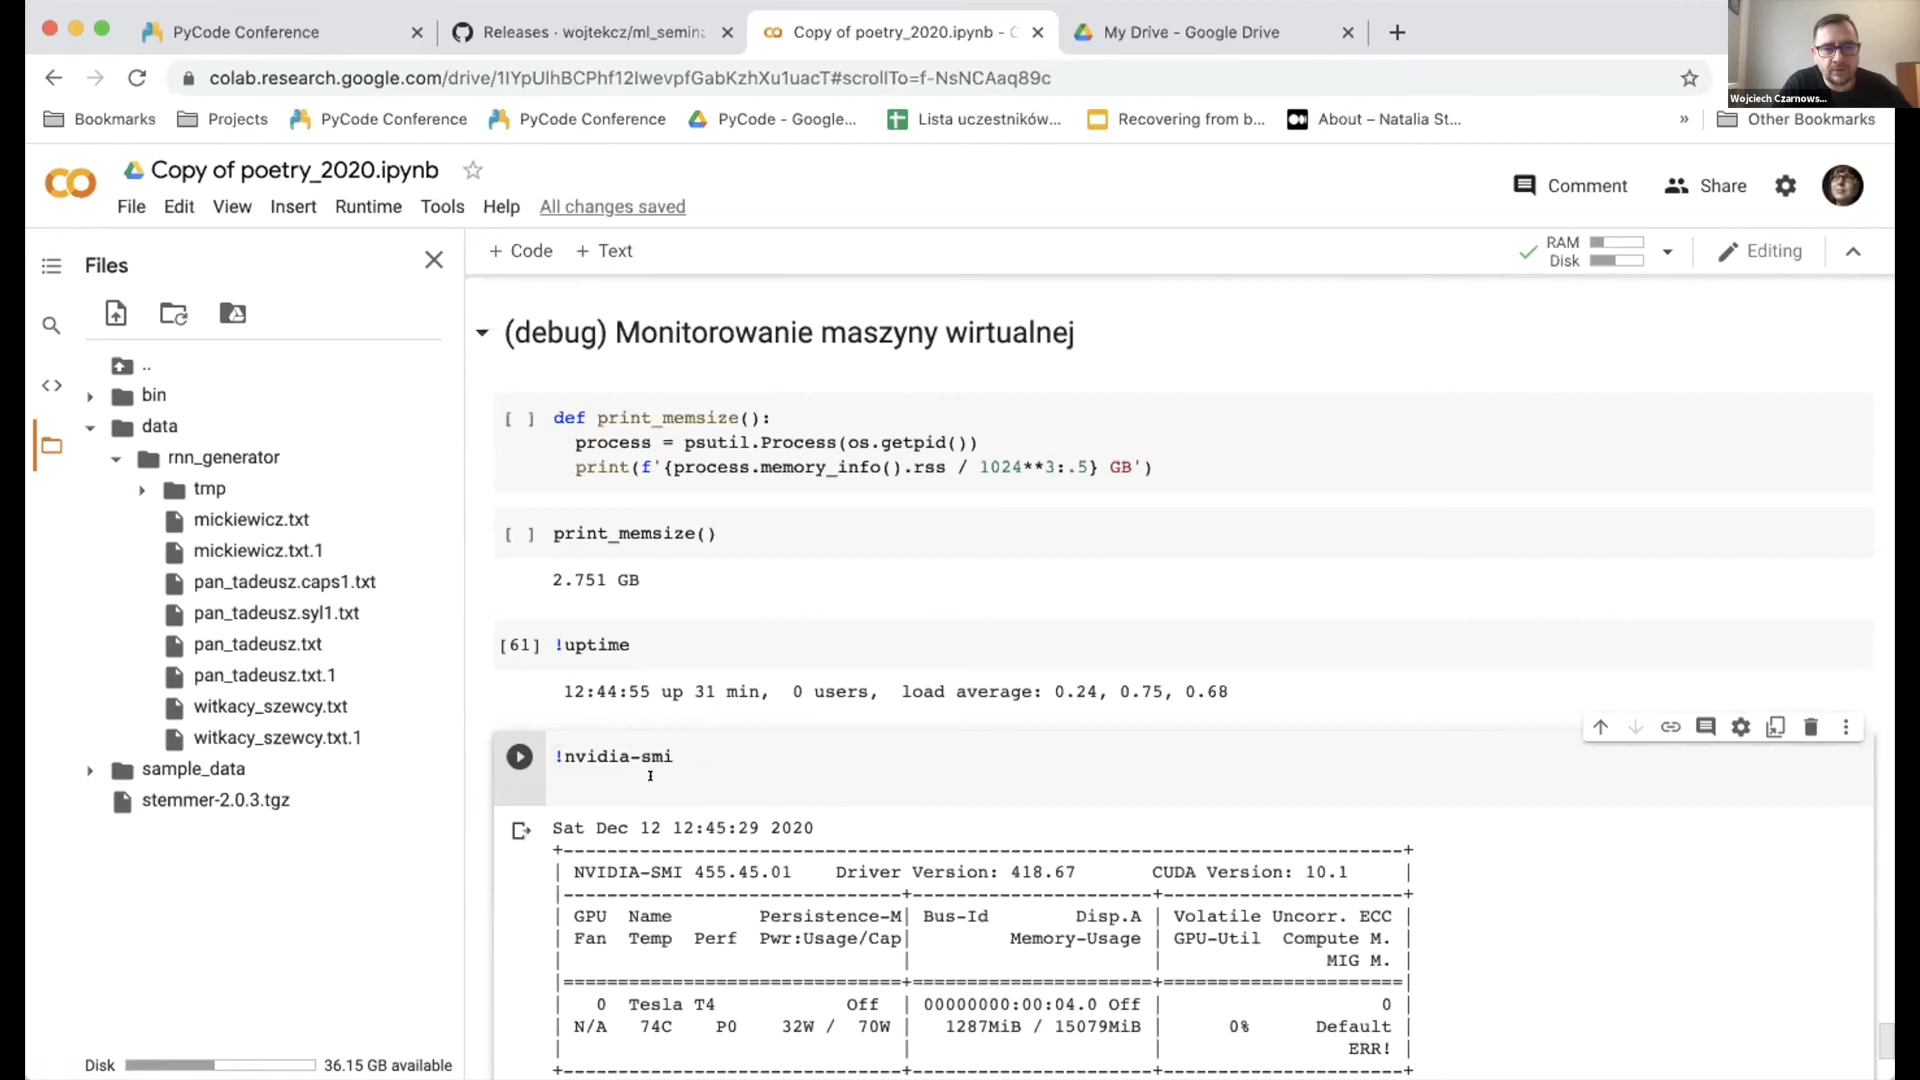 PyCode Conference
Releases · wojtekcz/ml_semina
Copy of poetry_2020.ipynb - C
My Drive - Google Drive
colab.research.google.com/drive/1IYpUIhBCPhf12IwevpfGabKzhXu1uacT#scrollTo=f-NsNCAaq89c
Wojciech Czarnows...
Bookmarks
Projects
PyCode Conference
PyCode Conference
PyCode - Google...
Lista uczestników...
Recovering from b...
About – Natalia St...
»
Other Bookmarks
Copy of poetry_2020.ipynb
Comment
Share
File Edit View Insert Runtime Tools Help All changes saved
Files
+ Code + Text
RAM
Disk
Editing
..
bin
data
rnn_generator
tmp
mickiewicz.txt
mickiewicz.txt.1
pan_tadeusz.caps1.txt
pan_tadeusz.syl1.txt
pan_tadeusz.txt
pan_tadeusz.txt.1
witkacy_szewcy.txt
witkacy_szewcy.txt.1
sample_data
stemmer-2.0.3.tgz
Disk
36.15 GB available
(debug) Monitorowanie maszyny wirtualnej
[ ] def print_memsize():
process = psutil.Process(os.getpid())
print(f'{process.memory_info().rss / 1024**3:.5} GB')
[ ] print_memsize()
2.751 GB
[61] !uptime
12:44:55 up 31 min,  0 users,  load average: 0.24, 0.75, 0.68
!nvidia-smi
Sat Dec 12 12:45:29 2020
+-----------------------------------------------------------------------------+
| NVIDIA-SMI 455.45.01    Driver Version: 418.67       CUDA Version: 10.1     |
|-------------------------------+----------------------+----------------------+
| GPU  Name        Persistence-M| Bus-Id        Disp.A | Volatile Uncorr. ECC |
| Fan  Temp  Perf  Pwr:Usage/Cap|         Memory-Usage | GPU-Util  Compute M. |
|                               |                      |               MIG M. |
|===============================+======================+======================|
|   0  Tesla T4            Off  | 00000000:00:04.0 Off |                    0 |
| N/A   74C    P0    32W /  70W |   1287MiB / 15079MiB |      0%      Default |
|                               |                      |                 ERR! |
+-------------------------------+----------------------+----------------------+